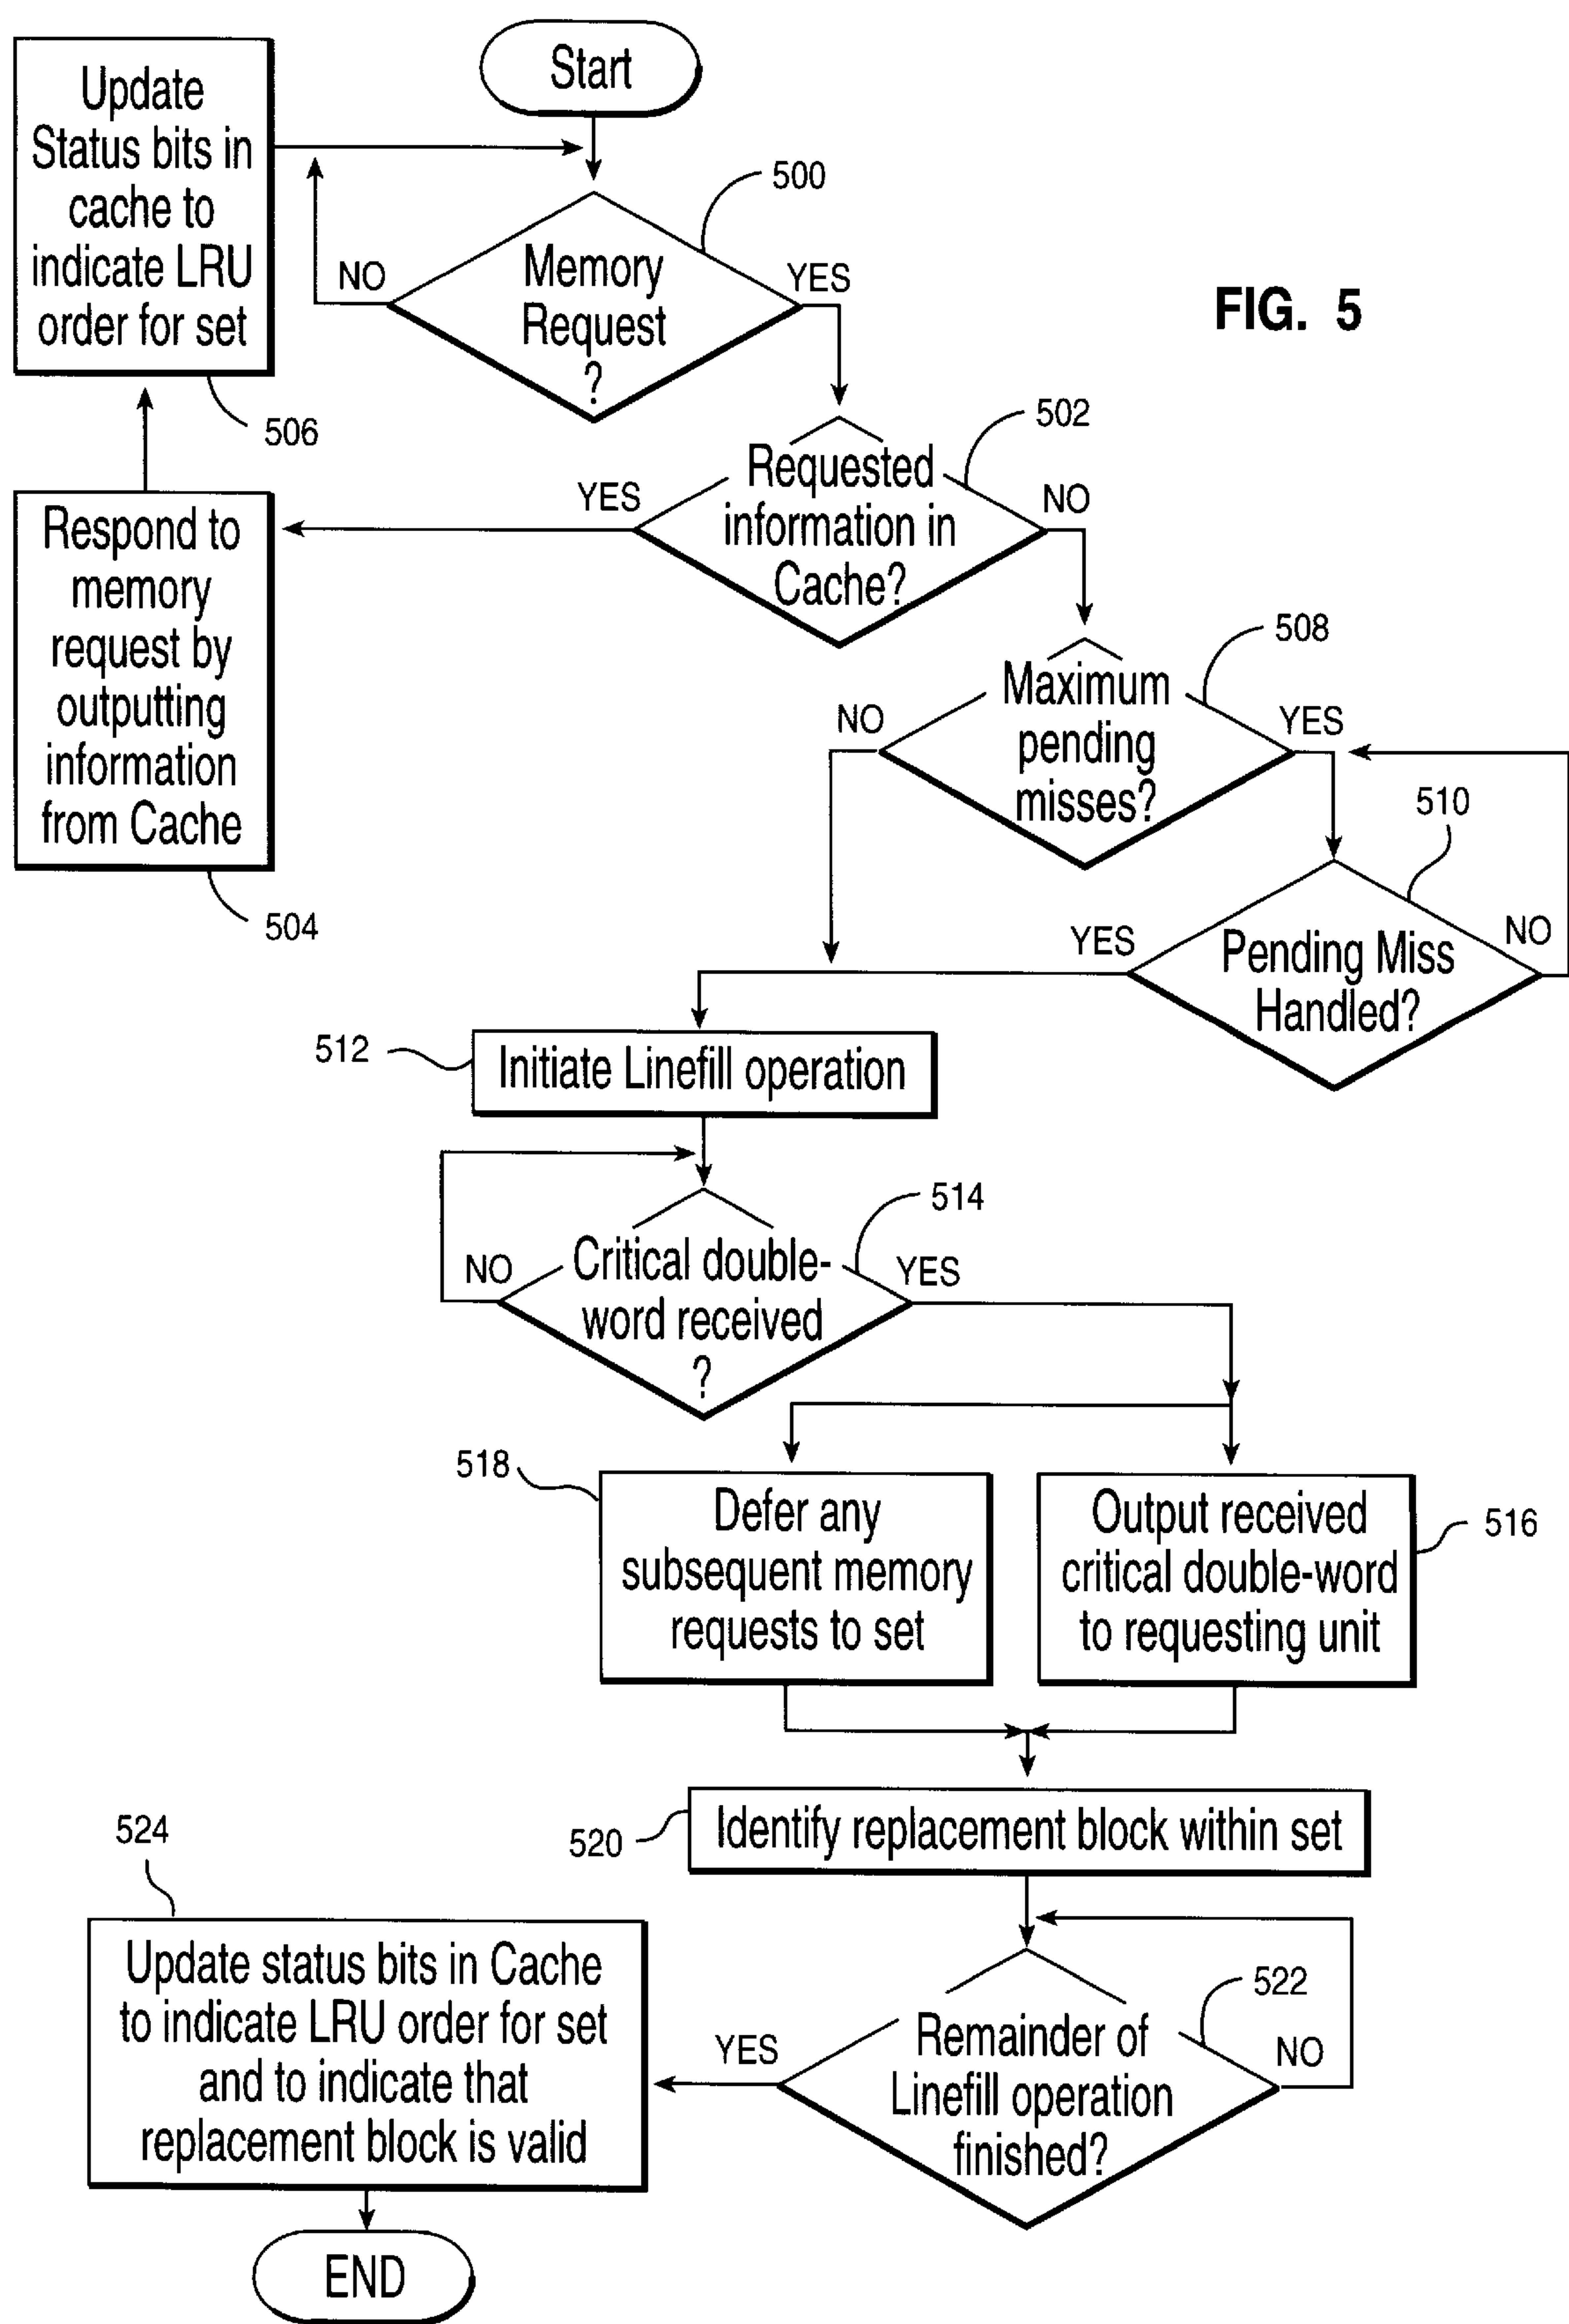 Start
Update
Status bits in
cache to
indicate LRU
order for set
506
500
Memory
Request
?
NO
YES
FIG. 5
502
Requested
information in
Cache?
YES
NO
Respond to
memory
request by
outputting
information
from Cache
504
508
Maximum
pending
misses?
NO
YES
510
Pending Miss
Handled?
YES
NO
512
Initiate Linefill operation
514
Critical double-
word received
?
NO
YES
518
Defer any
subsequent memory
requests to set
Output received
critical double-word
to requesting unit
516
520
Identify replacement block within set
524
Update status bits in Cache
to indicate LRU order for set
and to indicate that
replacement block is valid
522
Remainder of
Linefill operation
finished?
YES
NO
END